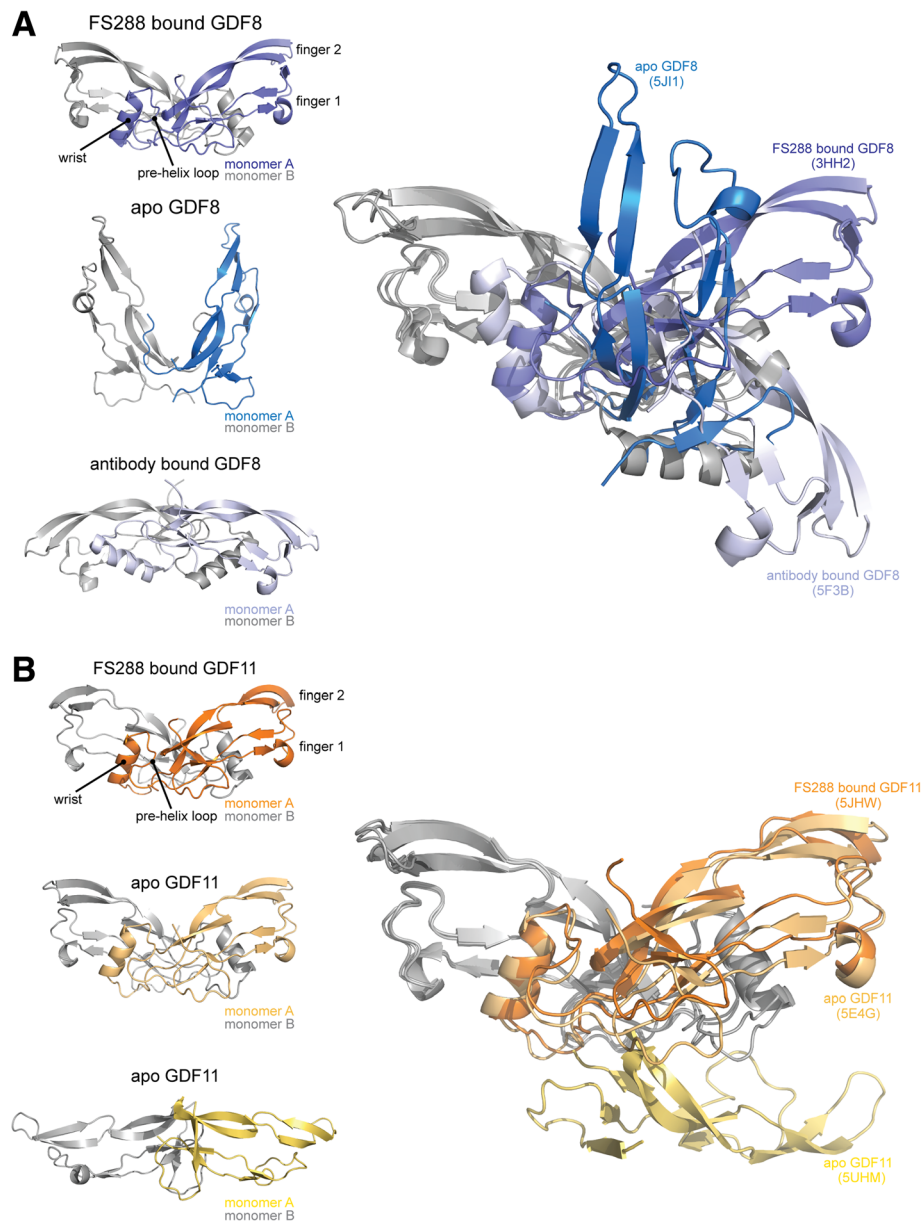 A
FS288 bound GDF8
finger 2
finger 1
wrist
pre-helix loop
monomer A
monomer B
apo GDF8
monomer A
monomer B
antibody bound GDF8
monomer A
monomer B
apo GDF8
(5JI1)
FS288 bound GDF8
(3HH2)
antibody bound GDF8
(5F3B)
B
FS288 bound GDF11
finger 2
finger 1
wrist
pre-helix loop
monomer A
monomer B
apo GDF11
monomer A
monomer B
apo GDF11
monomer A
monomer B
FS288 bound GDF11
(5JHW)
apo GDF11
(5E4G)
apo GDF11
(5UHM)